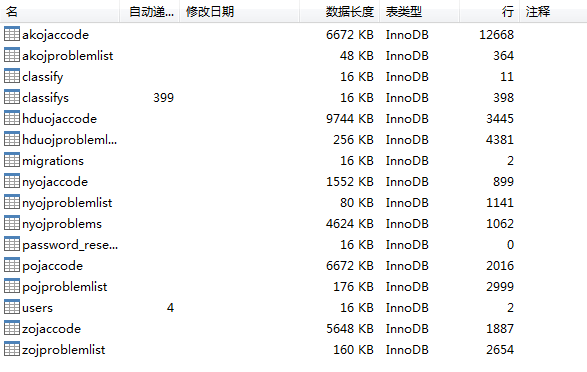 名 自动递... 修改日期 数据长度 表类型 行 注释
akojaccode 6672 KB InnoDB 12668
akojproblemlist 48 KB InnoDB 364
classify 16 KB InnoDB 11
classifys 399 16 KB InnoDB 398
hduojaccode 9744 KB InnoDB 3445
hduojprobleml... 256 KB InnoDB 4381
migrations 16 KB InnoDB 2
nyojaccode 1552 KB InnoDB 899
nyojproblemlist 80 KB InnoDB 1141
nyojproblems 4624 KB InnoDB 1062
password_rese... 16 KB InnoDB 0
pojaccode 6672 KB InnoDB 2016
pojproblemlist 176 KB InnoDB 2999
users 4 16 KB InnoDB 2
zojaccode 5648 KB InnoDB 1887
zojproblemlist 160 KB InnoDB 2654